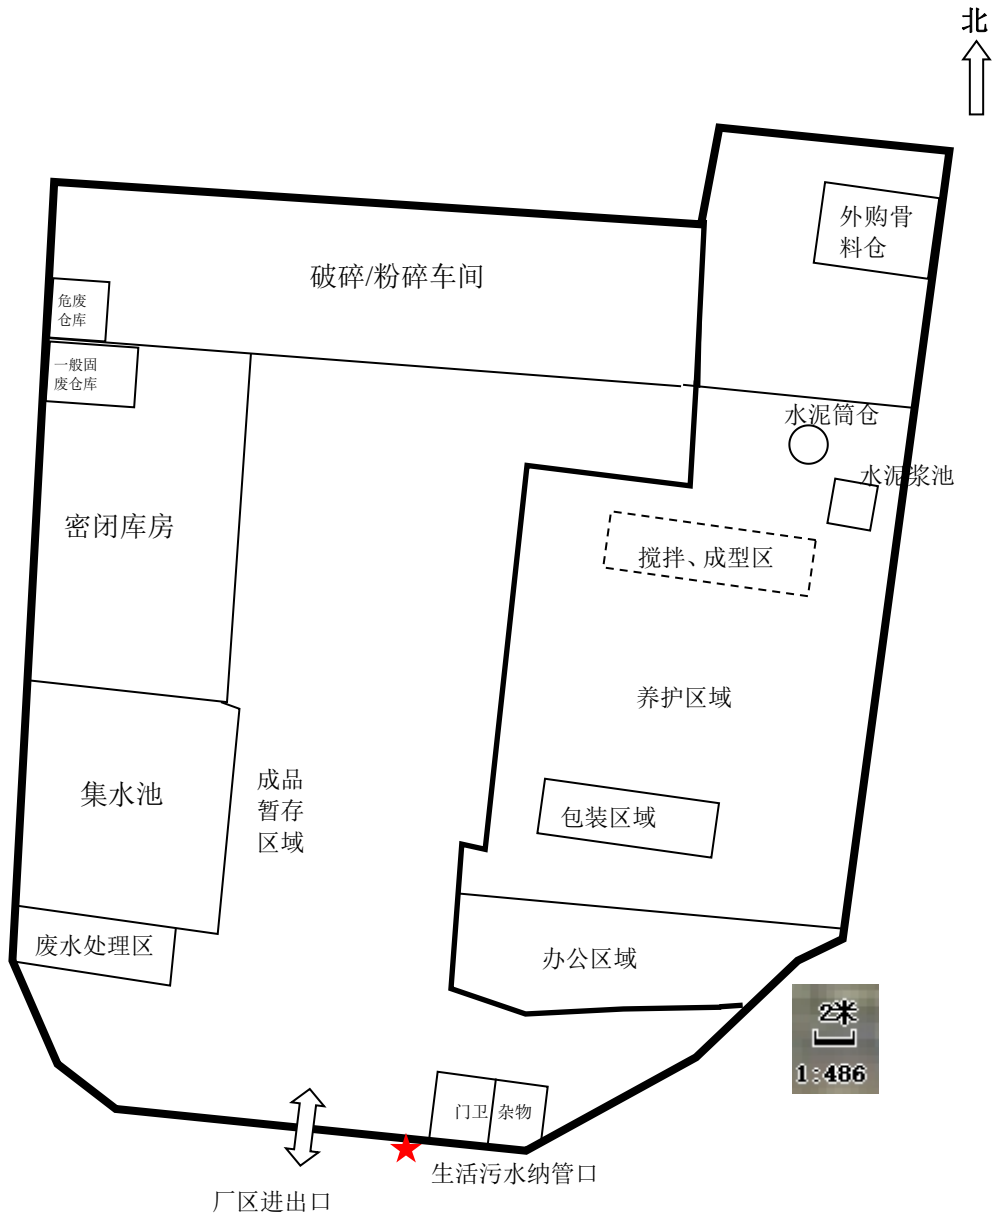 北
外购骨
料仓
破碎/粉碎车间
危废
仓库
一般固
废仓库
水泥筒仓
水泥浆池
密闭库房
搅拌、成型区
养护区域
成品
暂存
区域
集水池
包装区域
废水处理区
办公区域
2米
1:486
门卫
杂物
生活污水纳管口
厂区进出口